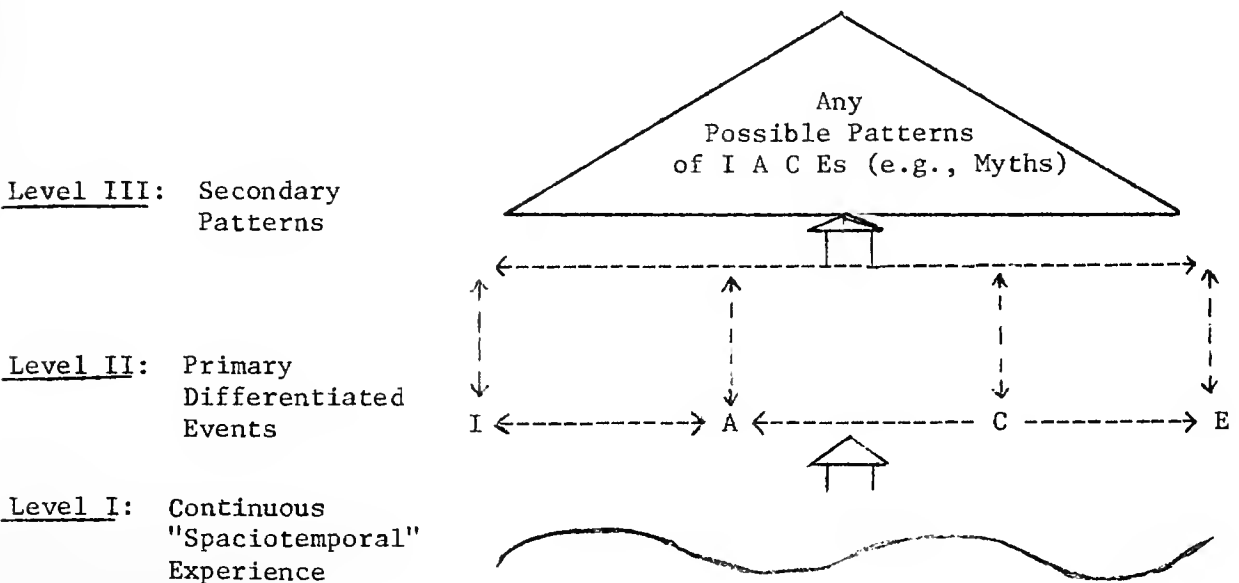 Any
Possible Patterns
of I A C Es (e.g., Myths)
Level III: Secondary
Patterns
Level II: Primary
Differentiated
Events
I A C E
Level I: Continuous
"Spaciotemporal"
Experience